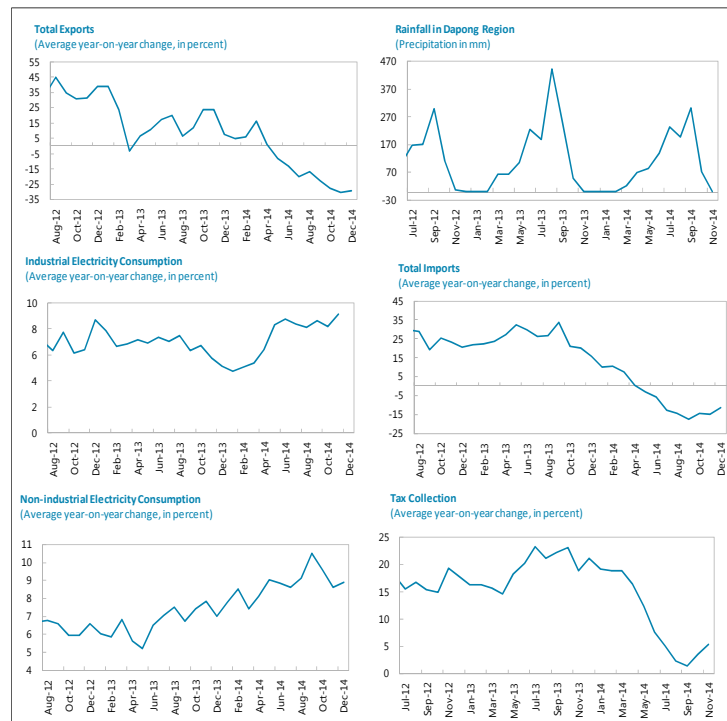 Total Exports
(Average year-on-year change, in percent)
55
45
35
25
15
5
-5
-15
-25
-35
Aug-12
Oct-12
Dec-12
Feb-13
Apr-13
Jun-13
Aug-13
Oct-13
Dec-13
Feb-14
Apr-14
Jun-14
Aug-14
Oct-14
Dec-14
Rainfall in Dapong Region
(Precipitation in mm)
470
370
270
170
70
-30
Jul-12
Sep-12
Nov-12
Jan-13
Mar-13
May-13
Jul-13
Sep-13
Nov-13
Jan-14
Mar-14
May-14
Jul-14
Sep-14
Nov-14
Industrial Electricity Consumption
(Average year-on-year change, in percent)
10
8
6
4
2
0
Aug-12
Oct-12
Dec-12
Feb-13
Apr-13
Jun-13
Aug-13
Oct-13
Dec-13
Feb-14
Apr-14
Jun-14
Aug-14
Oct-14
Dec-14
Total Imports
(Average year-on-year change, in percent)
45
35
25
15
5
-5
-15
-25
Aug-12
Oct-12
Dec-12
Feb-13
Apr-13
Jun-13
Aug-13
Oct-13
Dec-13
Feb-14
Apr-14
Jun-14
Aug-14
Oct-14
Dec-14
Non-industrial Electricity Consumption
(Average year-on-year change, in percent)
11
10
9
8
7
6
5
4
Aug-12
Oct-12
Dec-12
Feb-13
Apr-13
Jun-13
Aug-13
Oct-13
Dec-13
Feb-14
Apr-14
Jun-14
Aug-14
Oct-14
Dec-14
Tax Collection
(Average year-on-year change, in percent)
25
20
15
10
5
0
Jul-12
Sep-12
Nov-12
Jan-13
Mar-13
May-13
Jul-13
Sep-13
Nov-13
Jan-14
Mar-14
May-14
Jul-14
Sep-14
Nov-14